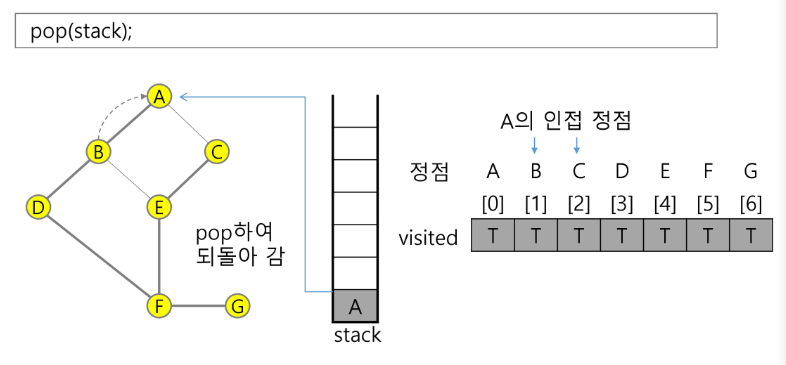 pop(stack);
A
B
C
D
E
F
G
pop하여
되돌아 감
A
stack
A의 인접 정점
정점 A B C D E F G
[0] [1] [2] [3] [4] [5] [6]
visited T T T T T T T